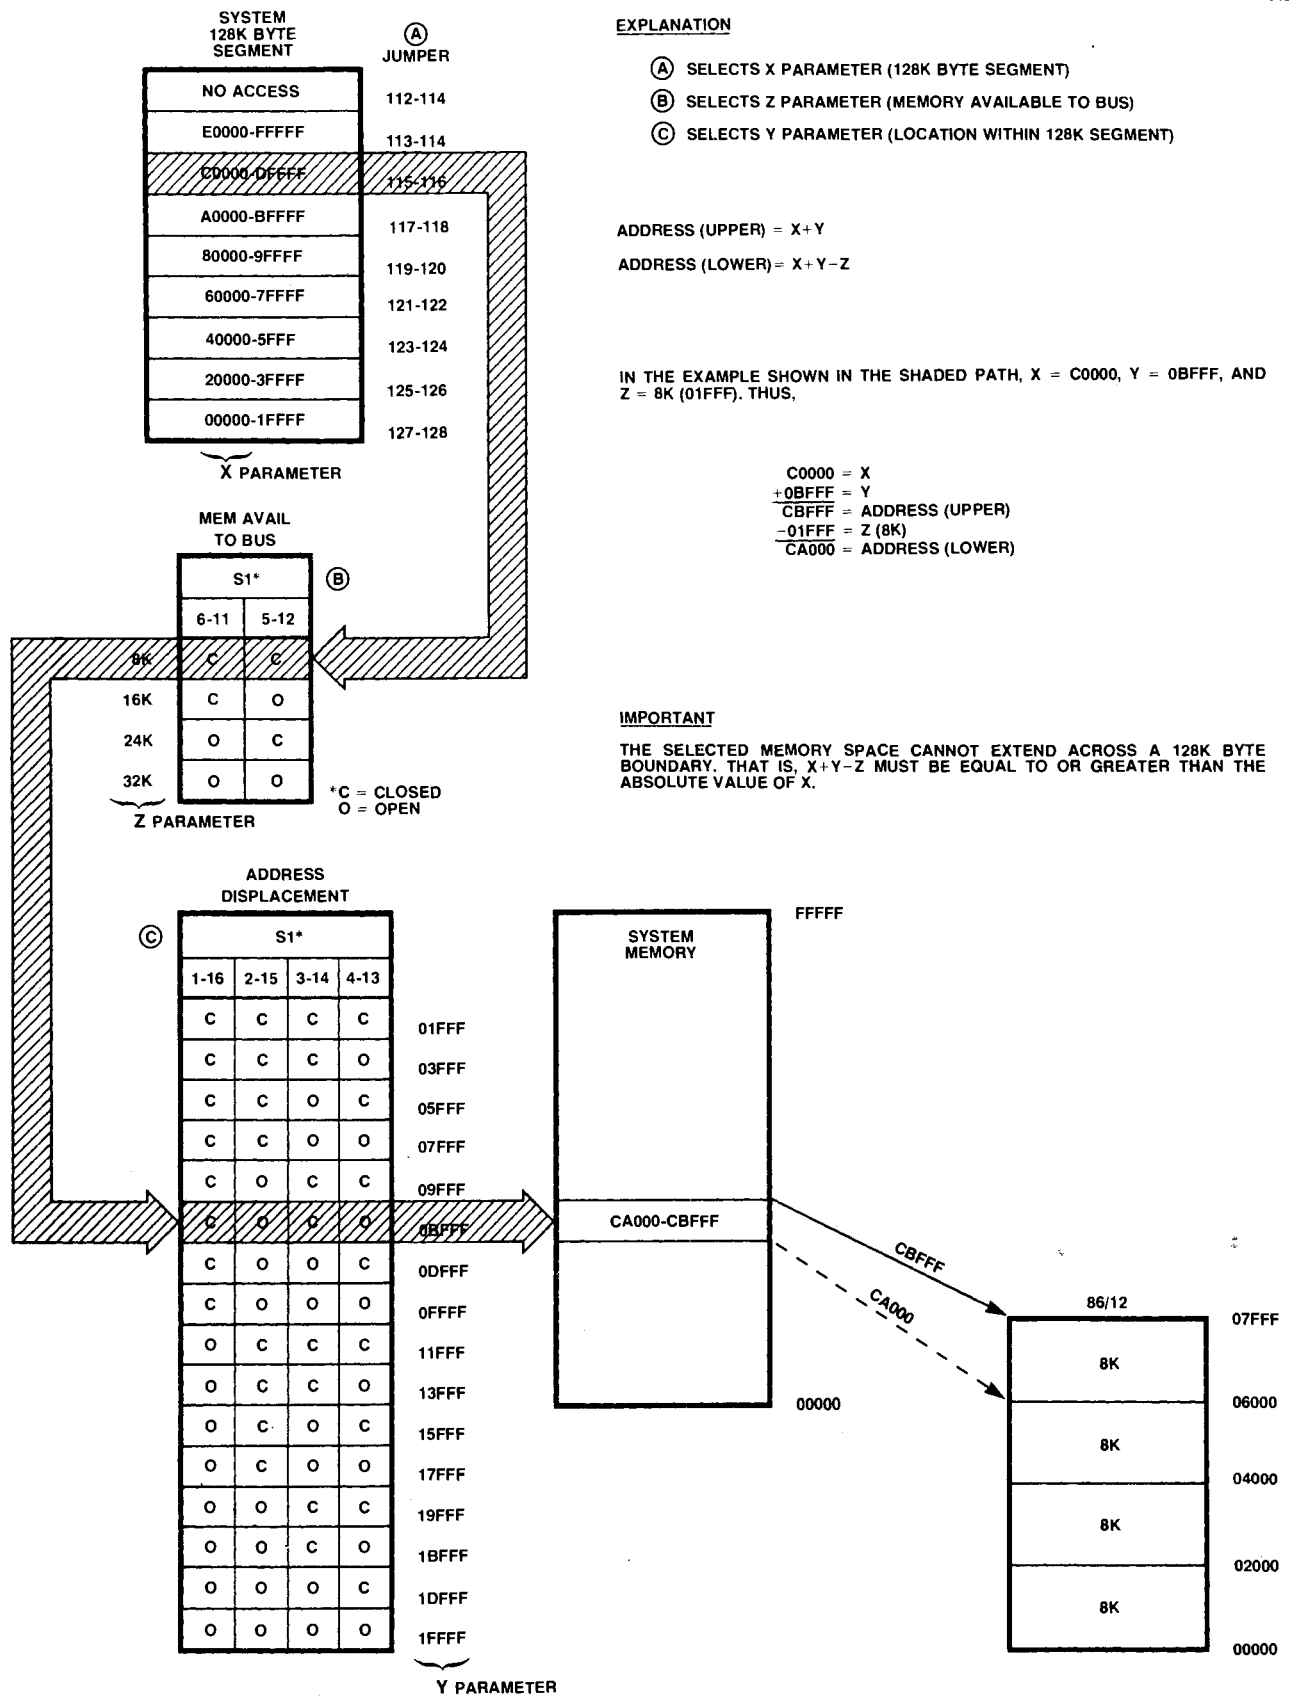 SYSTEM
128K BYTE
SEGMENT
Ⓐ
JUMPER
NO ACCESS 112-114
E0000-FFFFF 113-114
C0000-DFFFF 115-116
A0000-BFFFF 117-118
80000-9FFFF 119-120
60000-7FFFF 121-122
40000-5FFF 123-124
20000-3FFFF 125-126
00000-1FFFF 127-128
X PARAMETER
EXPLANATION
Ⓐ SELECTS X PARAMETER (128K BYTE SEGMENT)
Ⓑ SELECTS Z PARAMETER (MEMORY AVAILABLE TO BUS)
Ⓒ SELECTS Y PARAMETER (LOCATION WITHIN 128K SEGMENT)
ADDRESS (UPPER) = X+Y
ADDRESS (LOWER) = X+Y-Z
IN THE EXAMPLE SHOWN IN THE SHADED PATH, X = C0000, Y = 0BFFF, AND
Z = 8K (01FFF). THUS,
C0000 = X
+0BFFF = Y
CBFFF = ADDRESS (UPPER)
-01FFF = Z (8K)
CA000 = ADDRESS (LOWER)
MEM AVAIL
TO BUS
S1* Ⓑ
6-11 5-12
8K C C
16K C O
24K O C
32K O O
*C = CLOSED
O = OPEN
Z PARAMETER
IMPORTANT
THE SELECTED MEMORY SPACE CANNOT EXTEND ACROSS A 128K BYTE
BOUNDARY. THAT IS, X+Y-Z MUST BE EQUAL TO OR GREATER THAN THE
ABSOLUTE VALUE OF X.
ADDRESS
DISPLACEMENT
Ⓒ S1*
1-16 2-15 3-14 4-13
C C C C 01FFF
C C C O 03FFF
C C O C 05FFF
C C O O 07FFF
C O C C 09FFF
C O C O 0BFFF
C O O C 0DFFF
C O O O 0FFFF
O C C C 11FFF
O C C O 13FFF
O C O C 15FFF
O C O O 17FFF
O O C C 19FFF
O O C O 1BFFF
O O O C 1DFFF
O O O O 1FFFF
Y PARAMETER
FFFFF
SYSTEM
MEMORY
CA000-CBFFF
00000
CBFFF
CA000
86/12
07FFF
8K
06000
8K
04000
8K
02000
8K
00000